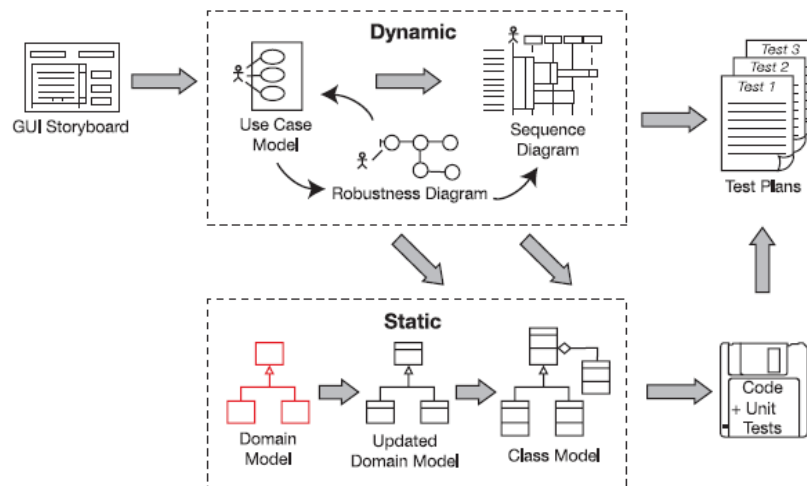 Dynamic
GUI Storyboard
Use Case
Model
Robustness Diagram
Sequence
Diagram
Test 3
Test 2
Test 1
Test Plans
Static
Domain
Model
Updated
Domain Model
Class Model
Code
+ Unit
Tests